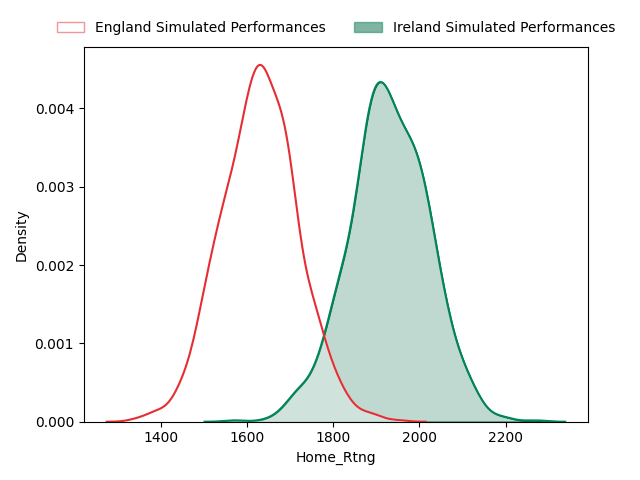 England Simulated Performances
Ireland Simulated Performances
0.004
0.003
0.002
0.001
0.000
Density
1400 1600 1800 2000 2200
Home_Rtng